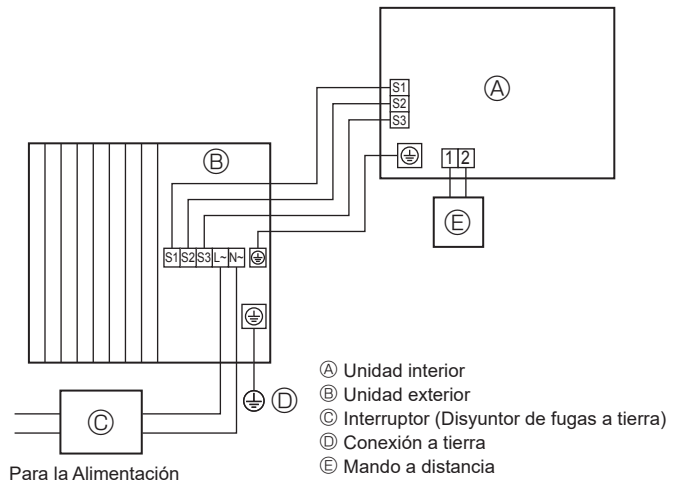 Ⓐ
S1
S2
S3
1 2
Ⓔ
Ⓑ
S1 S2 S3 L~ N~
Ⓓ
Ⓒ
Para la Alimentación
Ⓐ Unidad interior
Ⓑ Unidad exterior
Ⓒ Interruptor (Disyuntor de fugas a tierra)
Ⓓ Conexión a tierra
Ⓔ Mando a distancia